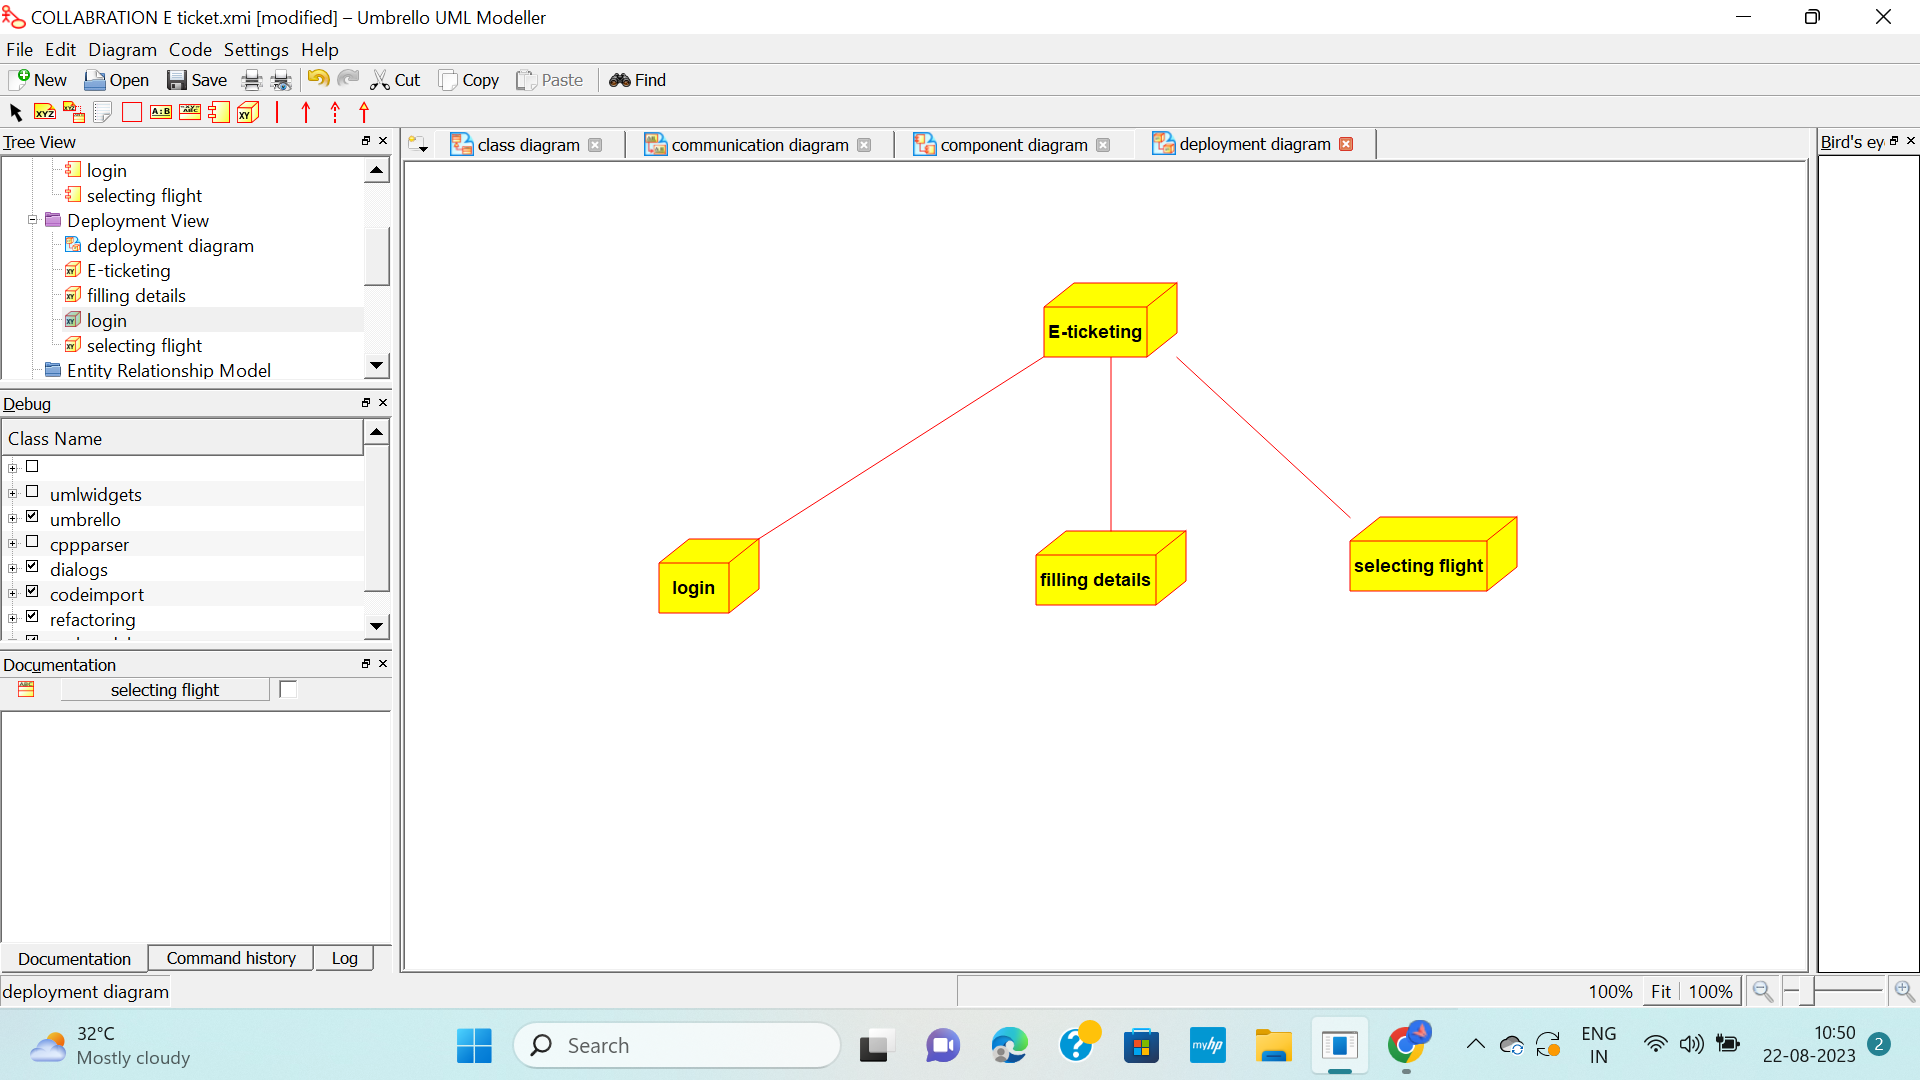 COLLABRATION E ticket.xmi [modified] – Umbrello UML Modeller
File Edit Diagram Code Settings Help
New Open Save Cut Copy Paste Find
Tree View
login
selecting flight
Deployment View
deployment diagram
E-ticketing
filling details
login
selecting flight
Entity Relationship Model
Debug
Class Name
umlwidgets
umbrello
cppparser
dialogs
codeimport
refactoring
Documentation
selecting flight
Documentation Command history Log
deployment diagram
class diagram communication diagram component diagram deployment diagram
Bird's ey
E-ticketing
login
filling details
selecting flight
100% Fit 100%
32°C
Mostly cloudy
Search
myhp
ENG
IN
10:50
22-08-2023
2